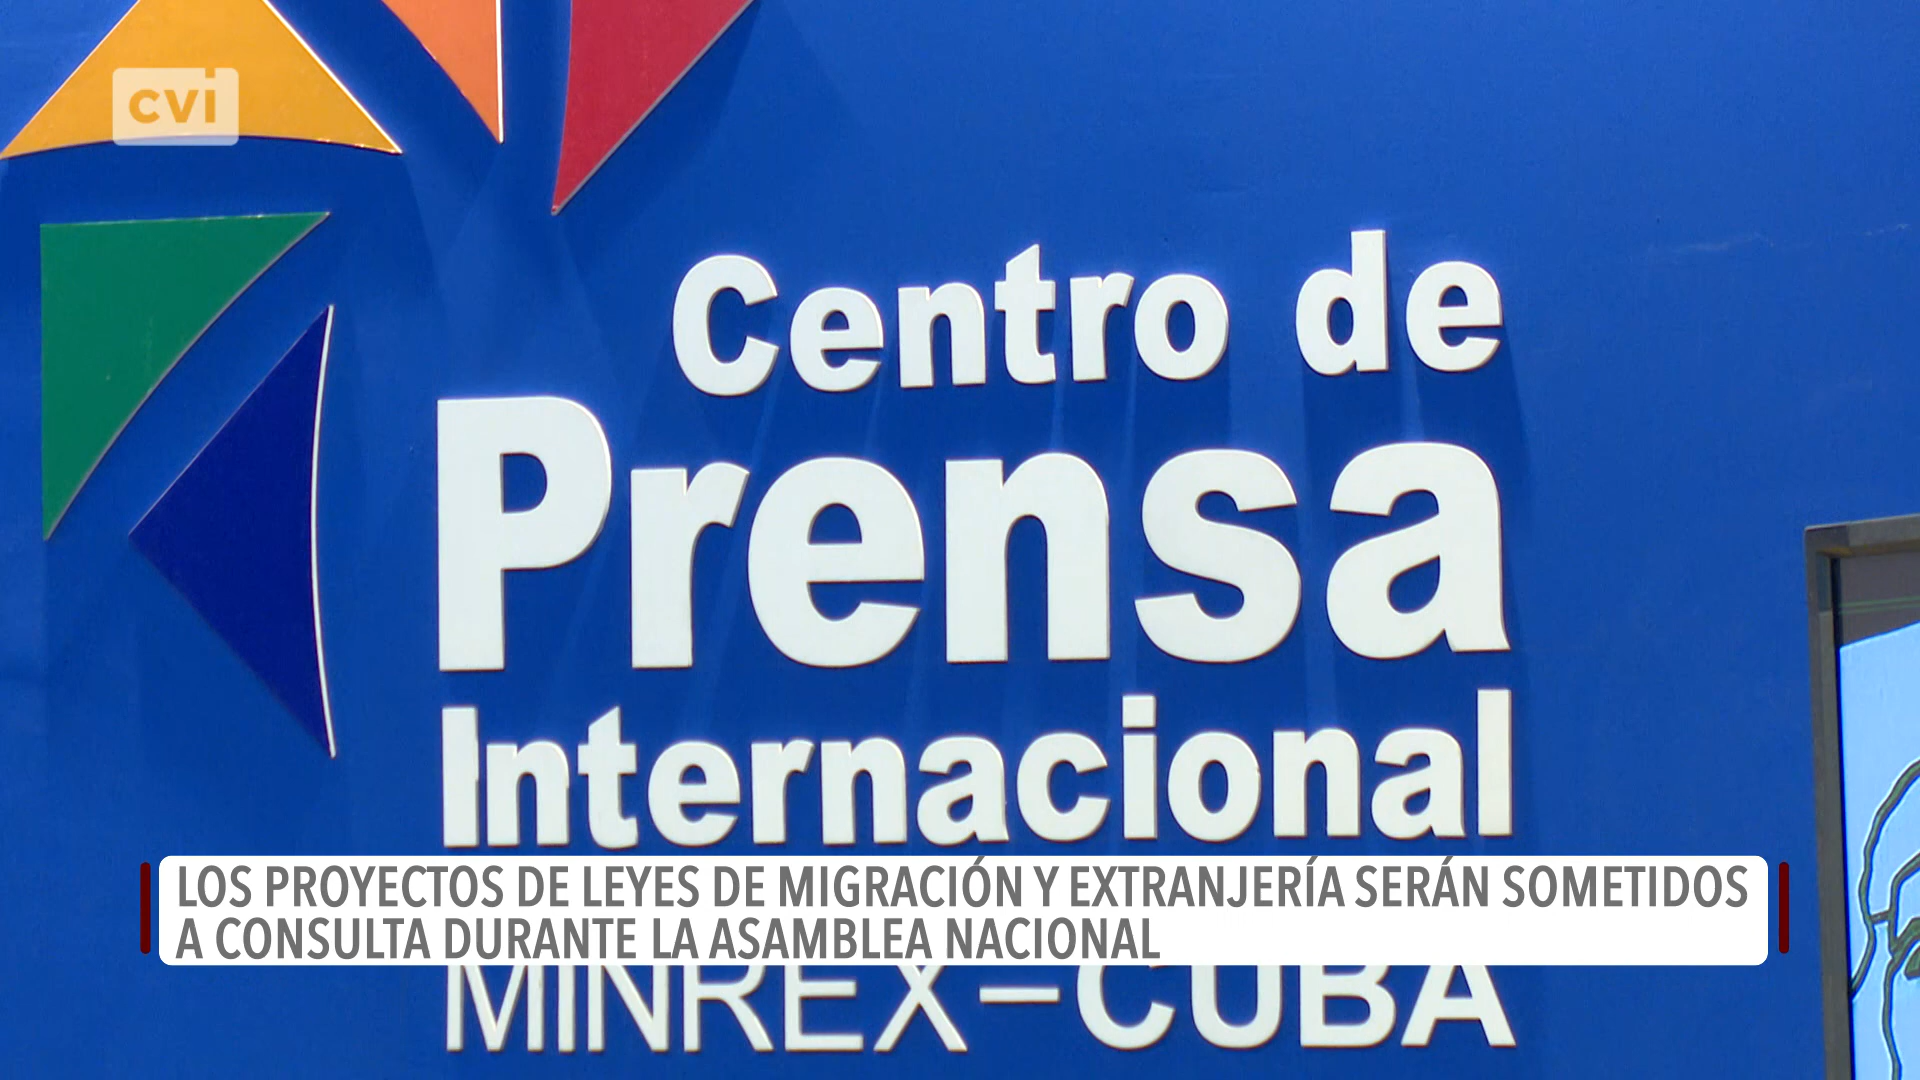 cvi
Centro de
Prensa
Internacional
LOS PROYECTOS DE LEYES DE MIGRACIÓN Y EXTRANJERÍA SERÁN SOMETIDOS
A CONSULTA DURANTE LA ASAMBLEA NACIONAL
MINREX-CUBA